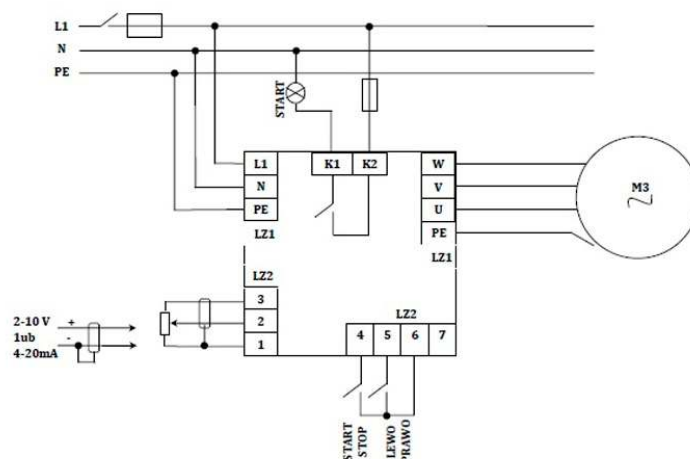 L1
N
PE
START
L1
K1
K2
W
N
V
M3
PE
U
LZ1
PE
LZ1
LZ2
3
2-10 V
+
2
LZ2
1ub
-
1
4
5
6
7
4-20mA
START
STOP
LEWO
PRAWO